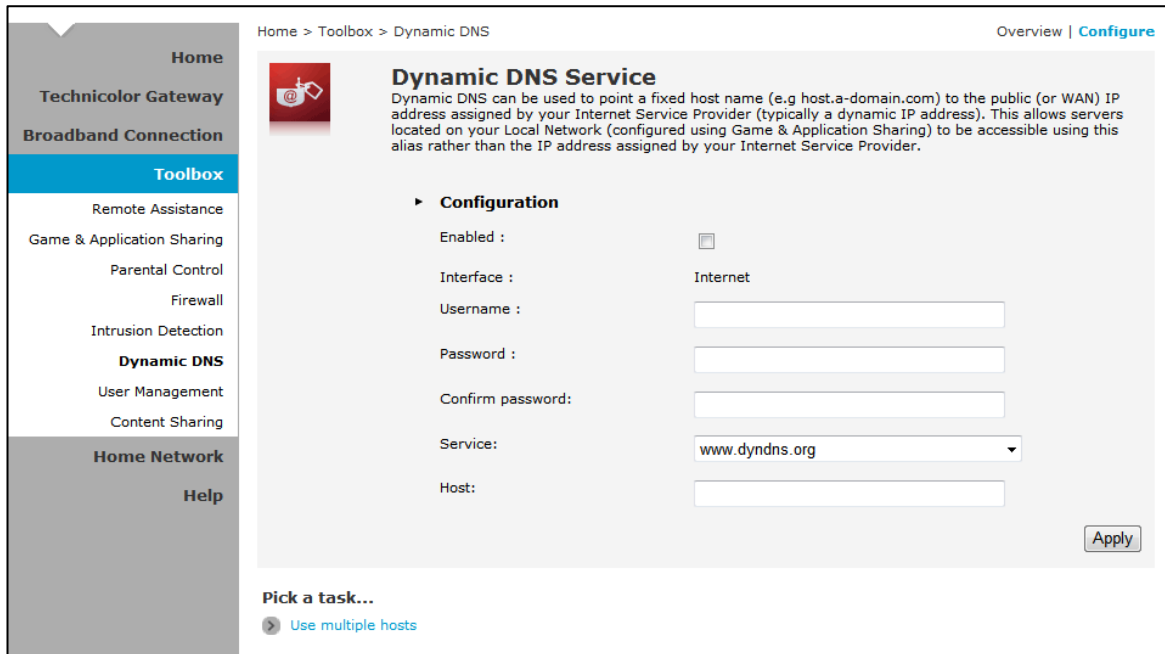 Home > Toolbox > Dynamic DNS
Overview | Configure
Home
Technicolor Gateway
Broadband Connection
Toolbox
Remote Assistance
Game & Application Sharing
Parental Control
Firewall
Intrusion Detection
Dynamic DNS
User Management
Content Sharing
Home Network
Help
@
Dynamic DNS Service
Dynamic DNS can be used to point a fixed host name (e.g host.a-domain.com) to the public (or WAN) IP
address assigned by your Internet Service Provider (typically a dynamic IP address). This allows servers
located on your Local Network (configured using Game & Application Sharing) to be accessible using this
alias rather than the IP address assigned by your Internet Service Provider.
Configuration
Enabled :
Interface : Internet
Username :
Password :
Confirm password:
Service: www.dyndns.org
Host:
Apply
Pick a task...
Use multiple hosts